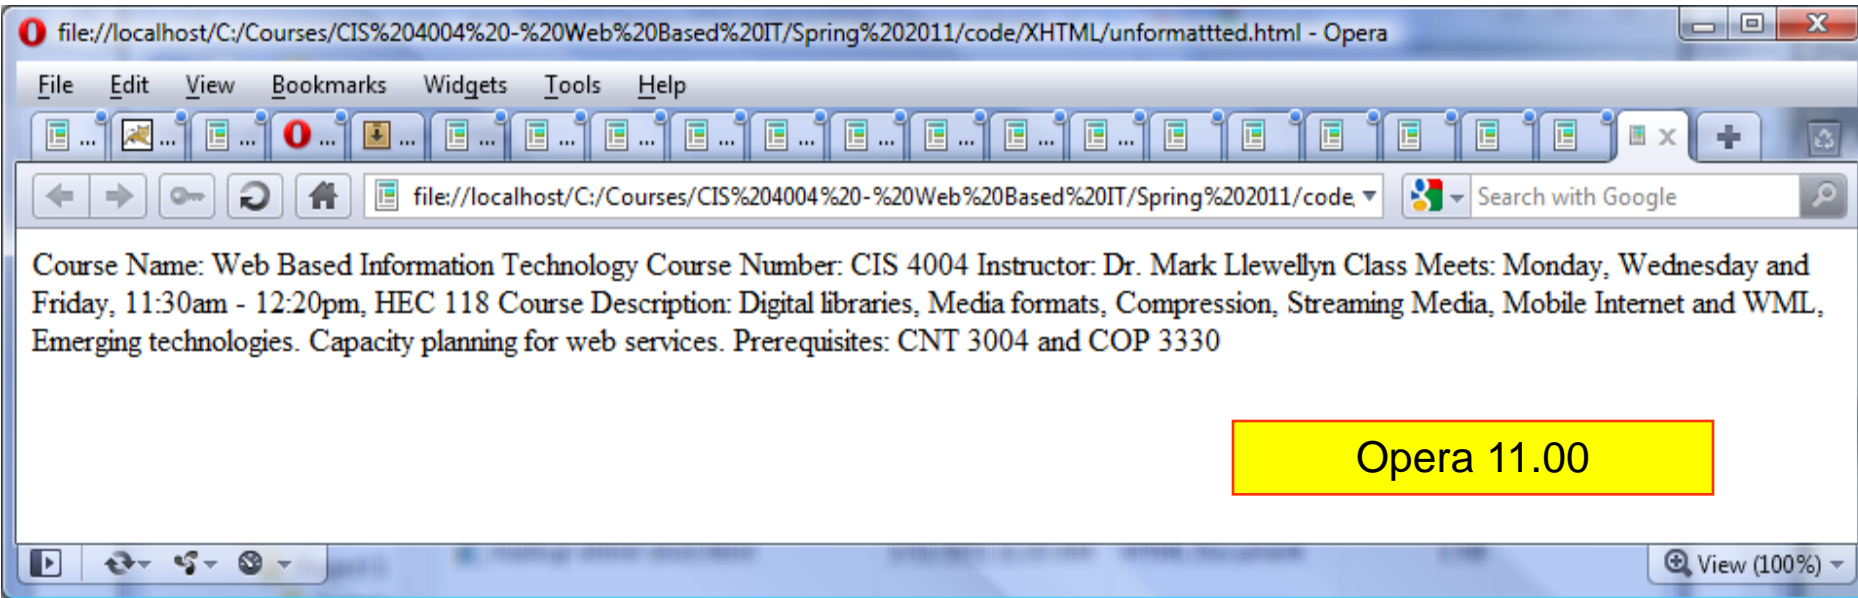 file://localhost/C:/Courses/CIS%204004%20-%20Web%20Based%20IT/Spring%202011/code/XHTML/unformattted.html - Opera
File Edit View Bookmarks Widgets Tools Help
... ... ... ... ... ... ... ... ... ... ... ... ... ...
file://localhost/C:/Courses/CIS%204004%20-%20Web%20Based%20IT/Spring%202011/code, Search with Google
Course Name: Web Based Information Technology Course Number: CIS 4004 Instructor: Dr. Mark Llewellyn Class Meets: Monday, Wednesday and
Friday, 11:30am - 12:20pm, HEC 118 Course Description: Digital libraries, Media formats, Compression, Streaming Media, Mobile Internet and WML,
Emerging technologies. Capacity planning for web services. Prerequisites: CNT 3004 and COP 3330
Opera 11.00
View (100%)